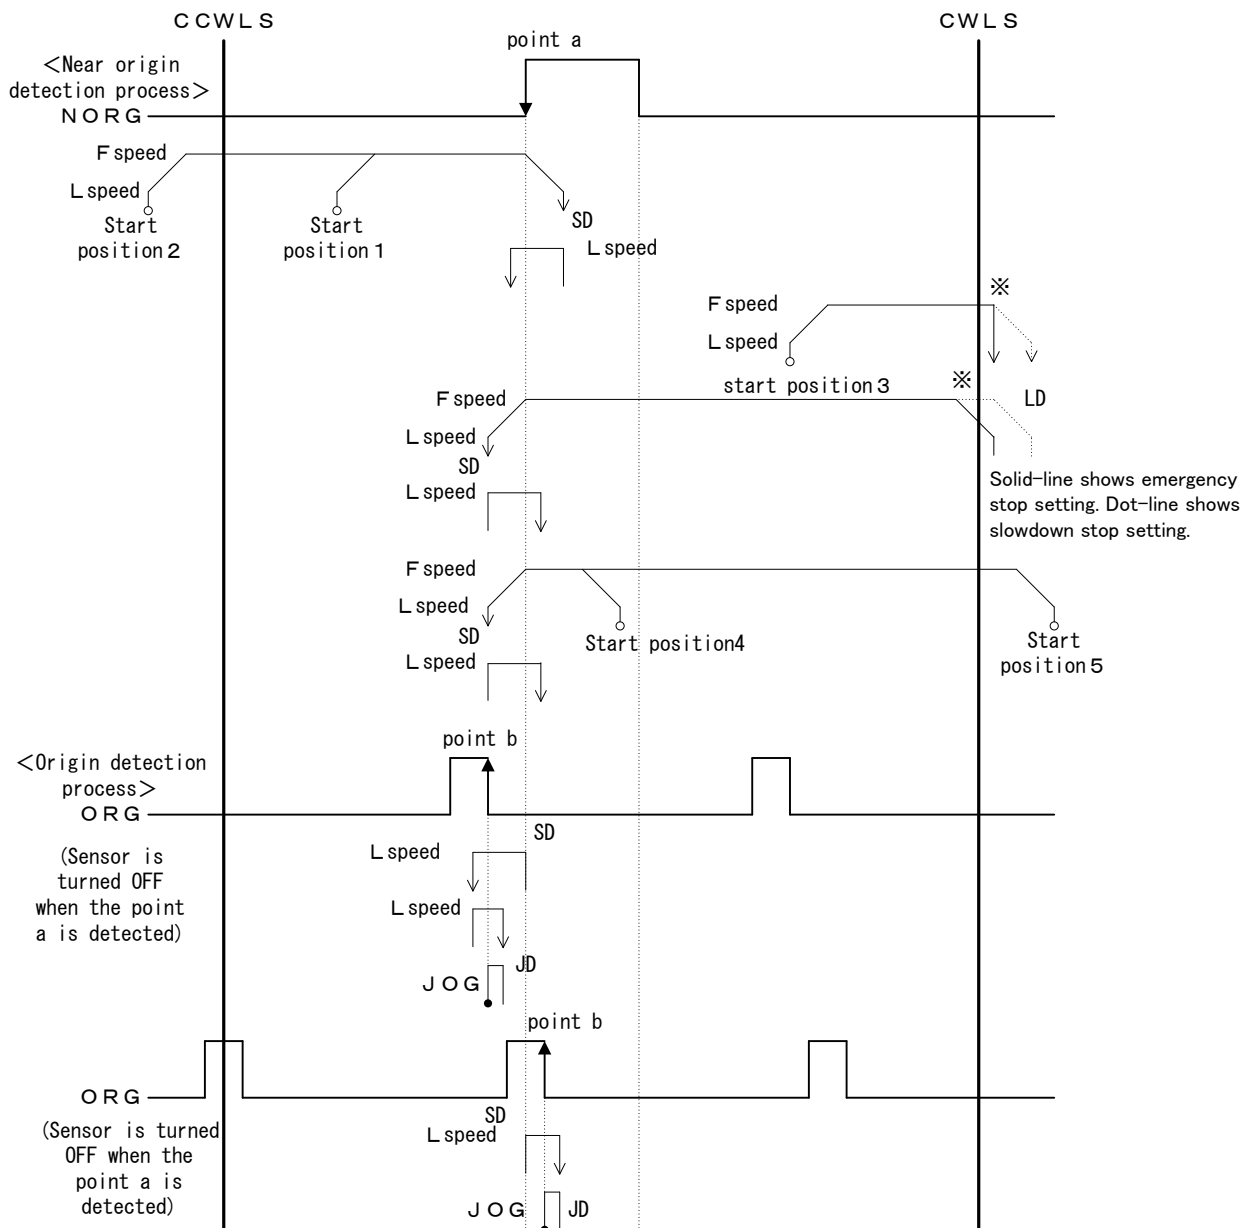 CCWLS
CWLS
point a
<Near origin
detection process>
NORG
F speed
L speed
Start
position 2
Start
position 1
SD
L speed
※
F speed
L speed
start position 3
※
LD
F speed
L speed
SD
L speed
Solid-line shows emergency
stop setting. Dot-line shows
slowdown stop setting.
F speed
L speed
SD
Start position4
Start
position 5
L speed
point b
<Origin detection
process>
ORG
SD
(Sensor is
turned OFF
when the point
a is detected)
L speed
L speed
JD
JOG
point b
ORG
SD
(Sensor is turned
OFF when the
point a is
detected)
L speed
JOG
JD